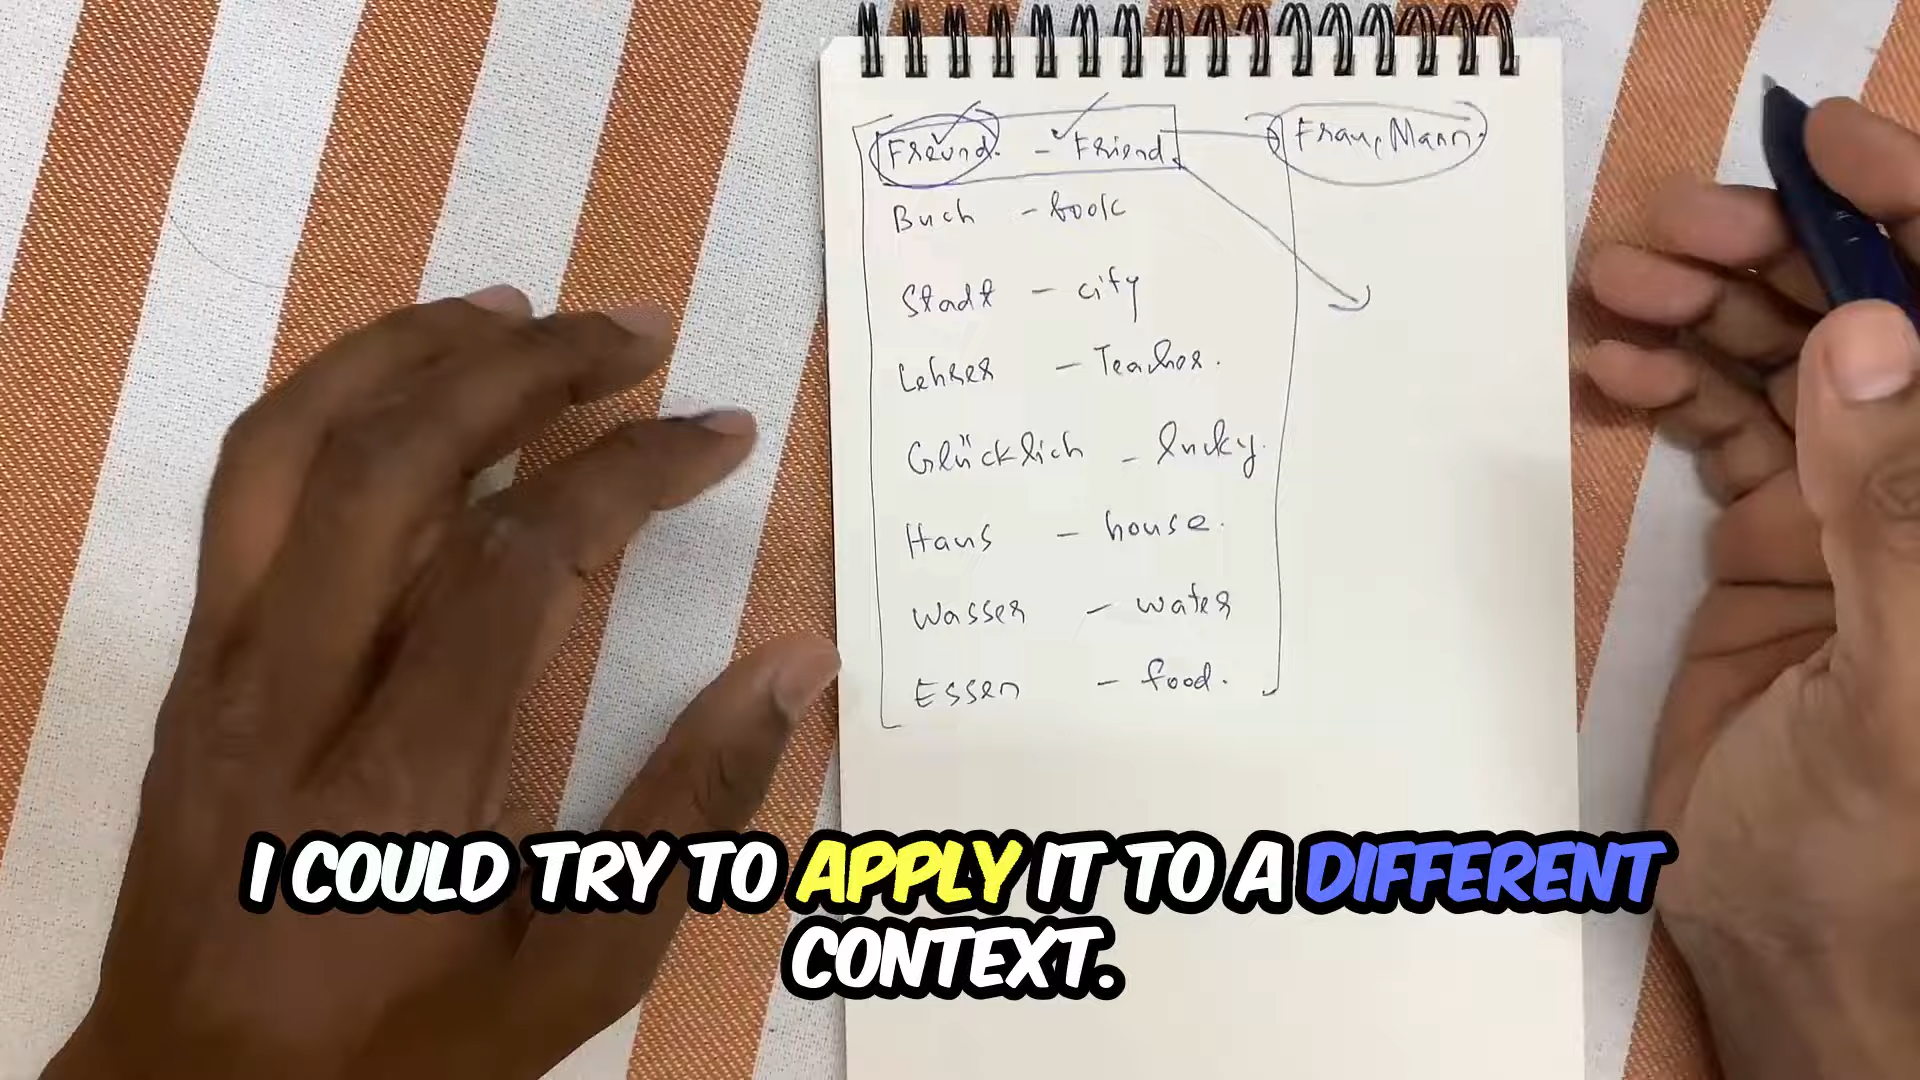 Freund. - Friend. Frau, Mann.
Buch - book
Stadt - city
Lehrer - Teacher.
Glücklich - lucky.
Haus - house.
Wasser - water
Essen - food.
I COULD TRY TO APPLY IT TO A DIFFERENT
CONTEXT.